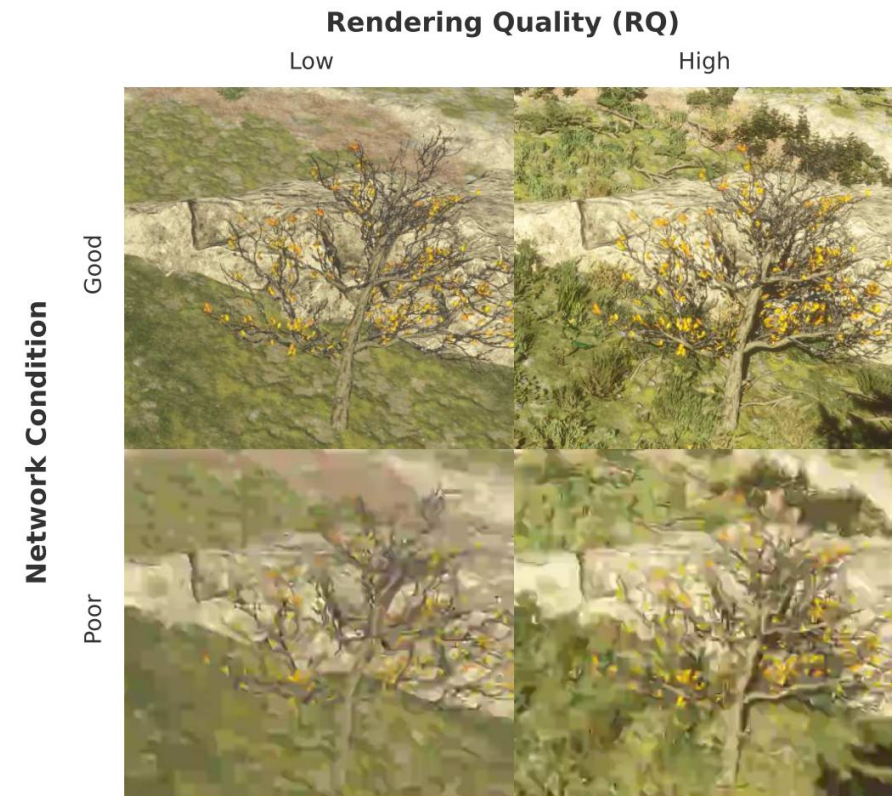 Rendering Quality (RQ)
Low
High
Network Condition
Good
Poor